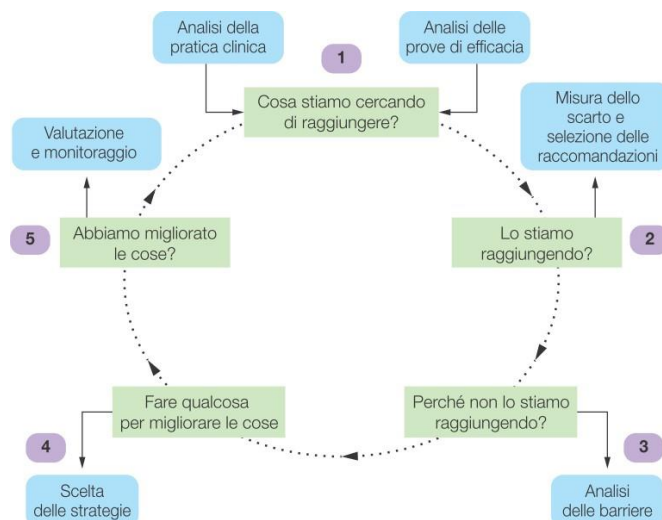 Analisi della
pratica clinica
1
Analisi delle
prove di efficacia
Cosa stiamo cercando
di raggiungere?
Misura dello
scarto e
selezione delle
raccomandazioni
Valutazione
e monitoraggio
5
Abbiamo migliorato
le cose?
Lo stiamo
raggiungendo?
2
Fare qualcosa
per migliorare le cose
Perché non lo stiamo
raggiungendo?
4
3
Scelta
delle strategie
Analisi
delle barriere